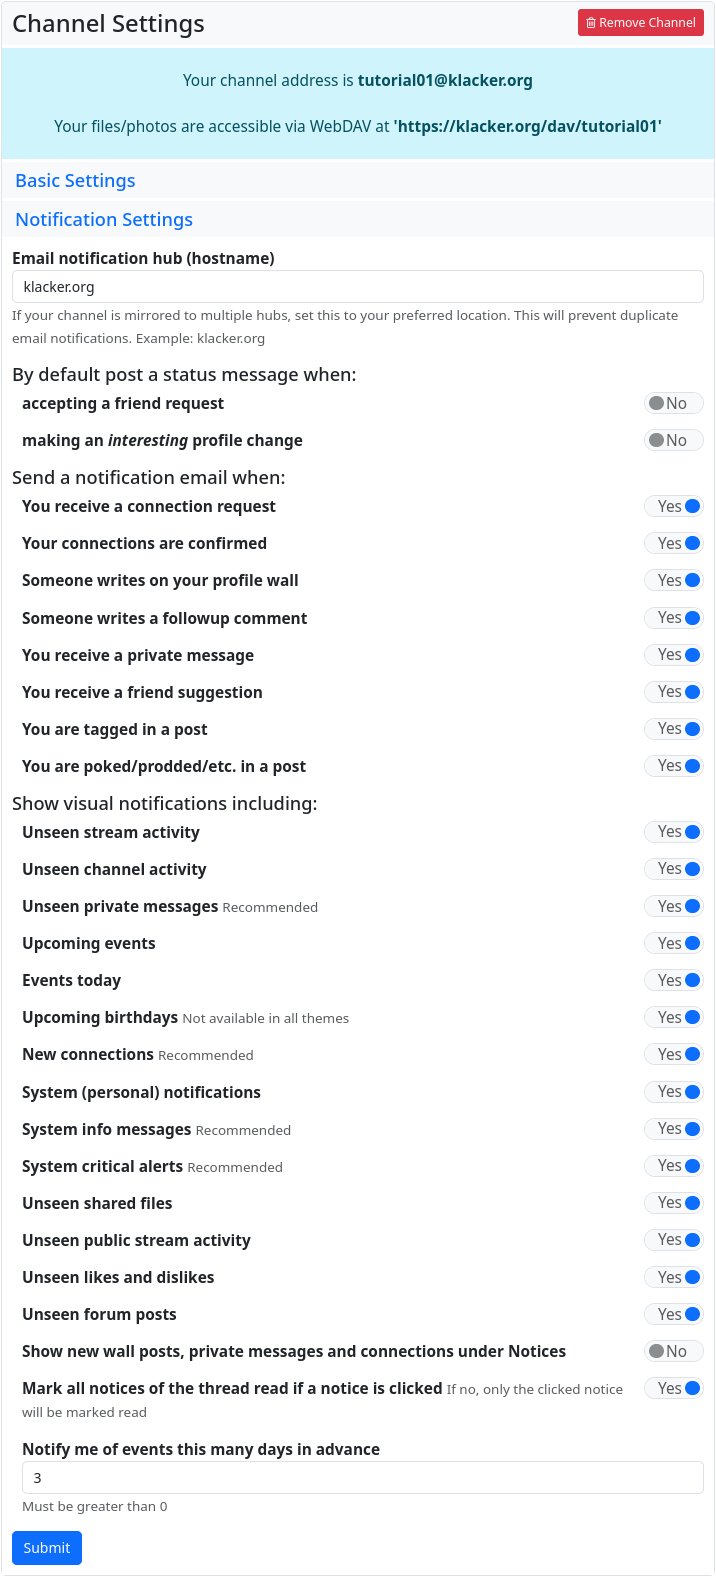 Channel Settings
Remove Channel
Your channel address is tutorial01@klacker.org
Your files/photos are accessible via WebDAV at 'https://klacker.org/dav/tutorial01'
Basic Settings
Notification Settings
Email notification hub (hostname)
klacker.org
If your channel is mirrored to multiple hubs, set this to your preferred location. This will prevent duplicate
email notifications. Example: klacker.org
By default post a status message when:
accepting a friend request No
making an interesting profile change No
Send a notification email when:
You receive a connection request Yes
Your connections are confirmed Yes
Someone writes on your profile wall Yes
Someone writes a followup comment Yes
You receive a private message Yes
You receive a friend suggestion Yes
You are tagged in a post Yes
You are poked/prodded/etc. in a post Yes
Show visual notifications including:
Unseen stream activity Yes
Unseen channel activity Yes
Unseen private messages Recommended Yes
Upcoming events Yes
Events today Yes
Upcoming birthdays Not available in all themes Yes
New connections Recommended Yes
System (personal) notifications Yes
System info messages Recommended Yes
System critical alerts Recommended Yes
Unseen shared files Yes
Unseen public stream activity Yes
Unseen likes and dislikes Yes
Unseen forum posts Yes
Show new wall posts, private messages and connections under Notices No
Mark all notices of the thread read if a notice is clicked If no, only the clicked notice Yes
will be marked read
Notify me of events this many days in advance
3
Must be greater than 0
Submit